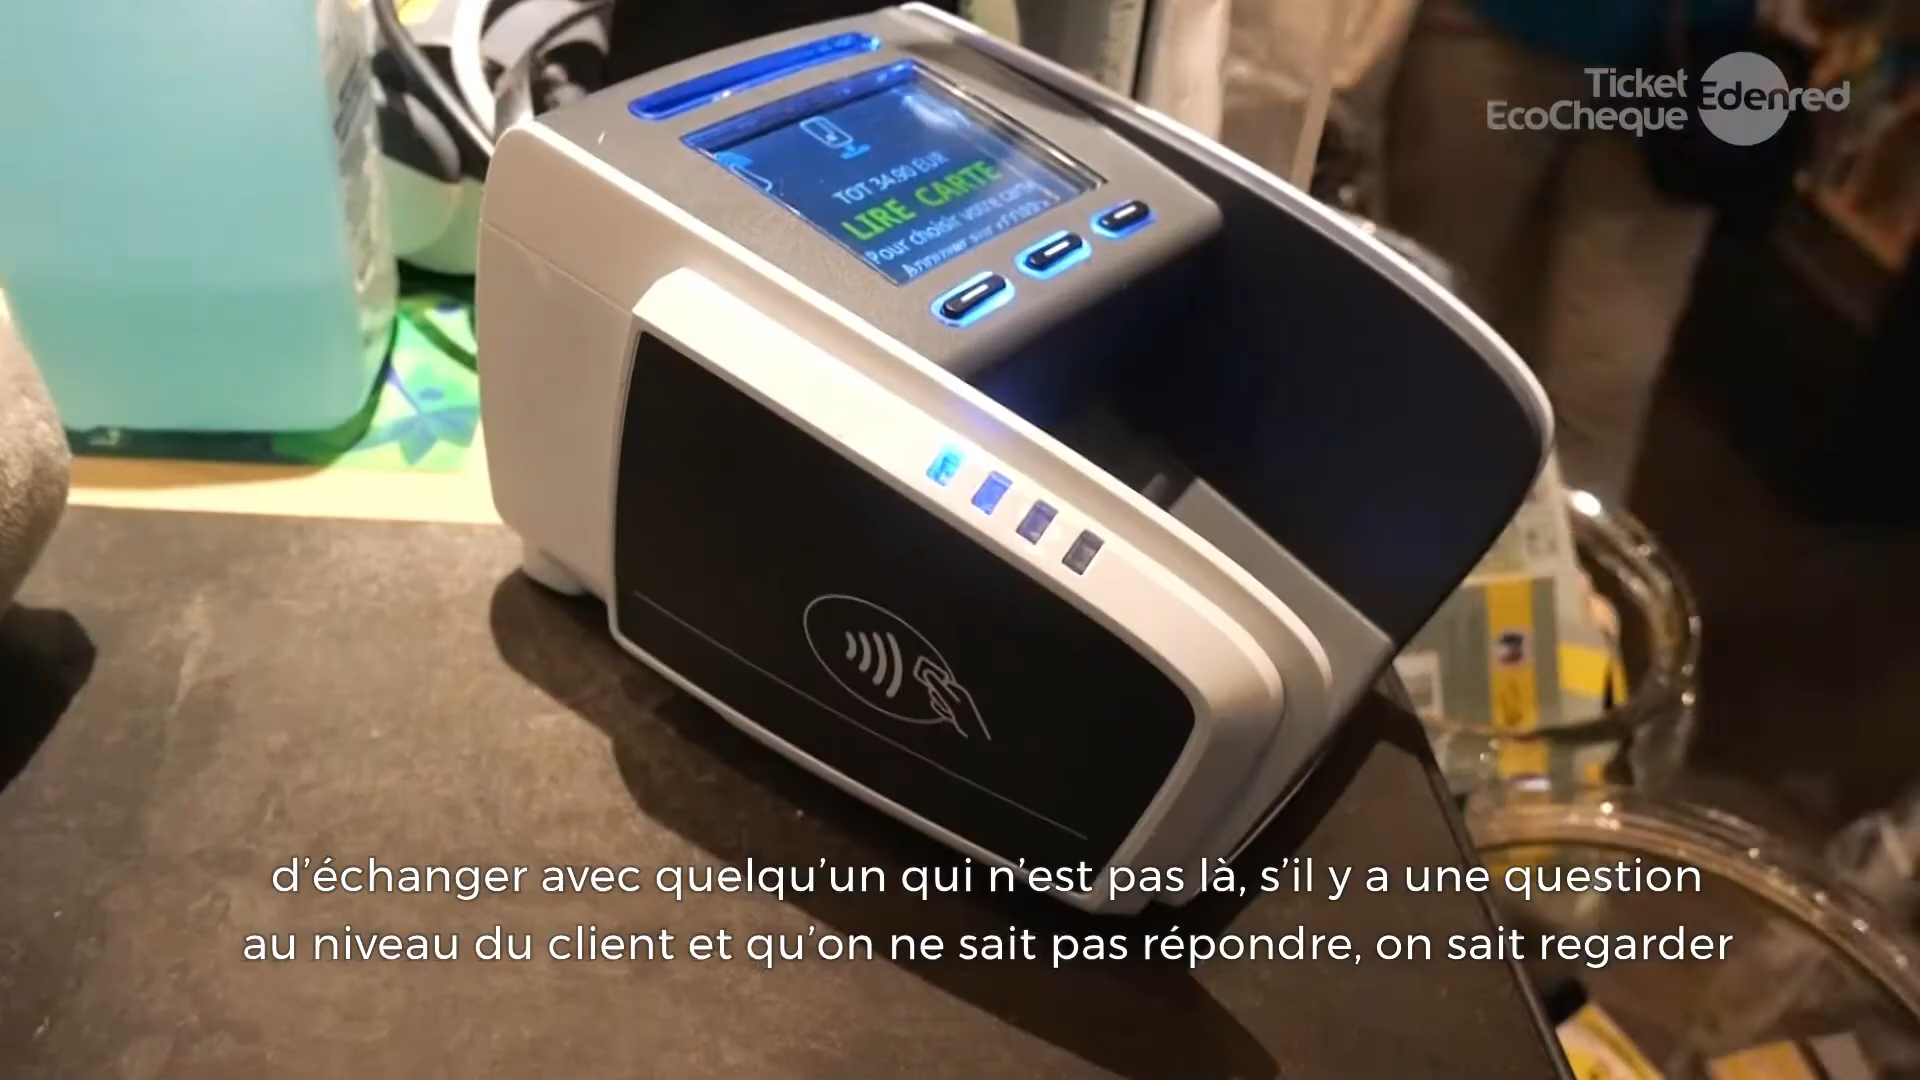 Ticket
EcoCheque
Edenred
TOT 34,90 EUR
LIRE CARTE
Pour choisir votre carte
d’échanger avec quelqu’un qui n’est pas là, s’il y a une question
au niveau du client et qu’on ne sait pas répondre, on sait regarder